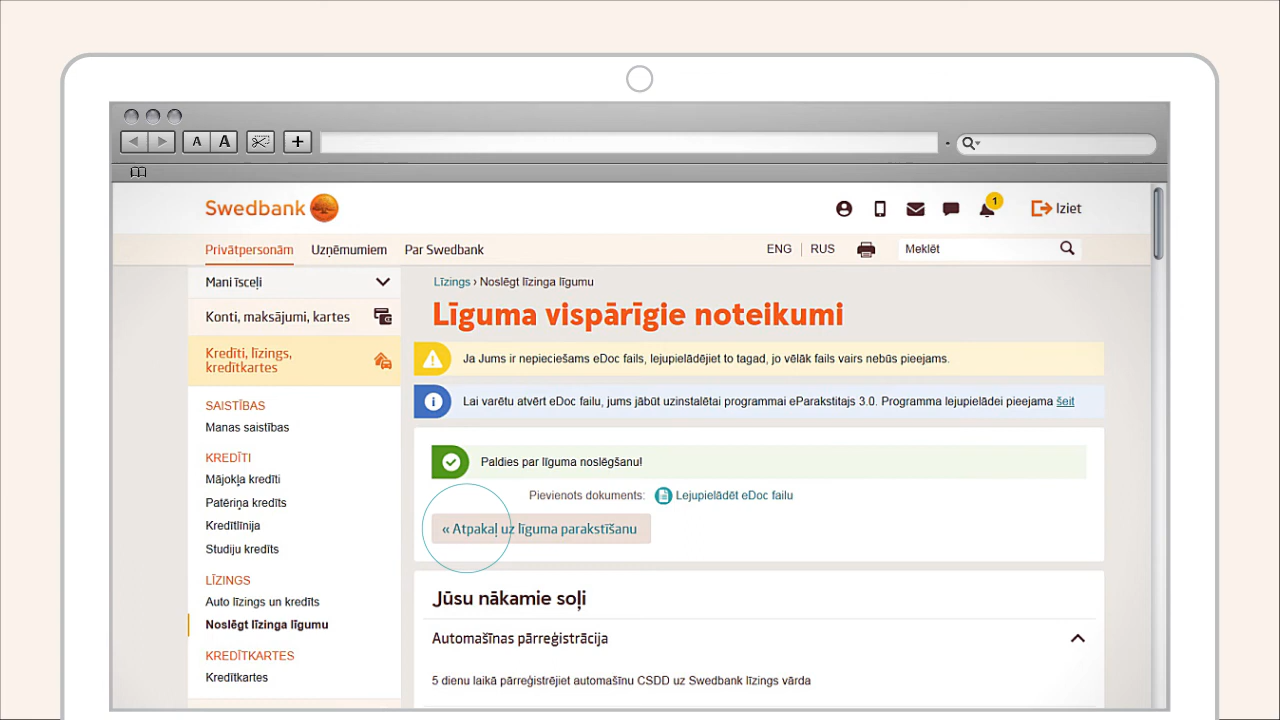 A A +
Swedbank
1
Iziet
Privātpersonām Uzņēmumiem Par Swedbank
ENG | RUS
Meklēt
Mani īsceļi
Konti, maksājumi, kartes
Kredīti, līzings,
kredītkartes
SAISTĪBAS
Manas saistības
KREDĪTI
Mājokļa kredīti
Patēriņa kredīts
Kredītlīnija
Studiju kredīts
LĪZINGS
Auto līzings un kredīts
Noslēgt līzinga līgumu
KREDĪTKARTES
Kredītkartes
Līzings › Noslēgt līzinga līgumu
Līguma vispārīgie noteikumi
Ja Jums ir nepieciešams eDoc fails, lejupielādējiet to tagad, jo vēlāk fails vairs nebūs pieejams.
Lai varētu atvērt eDoc failu, jums jābūt uzinstalētai programmai eParakstitajs 3.0. Programma lejupielādei pieejama šeit
Paldies par līguma noslēgšanu!
Pievienots dokuments: Lejupielādēt eDoc failu
« Atpakaļ uz līguma parakstīšanu
Jūsu nākamie soļi
Automašīnas pārreģistrācija
5 dienu laikā pārreģistrējiet automašīnu CSDD uz Swedbank līzings vārda